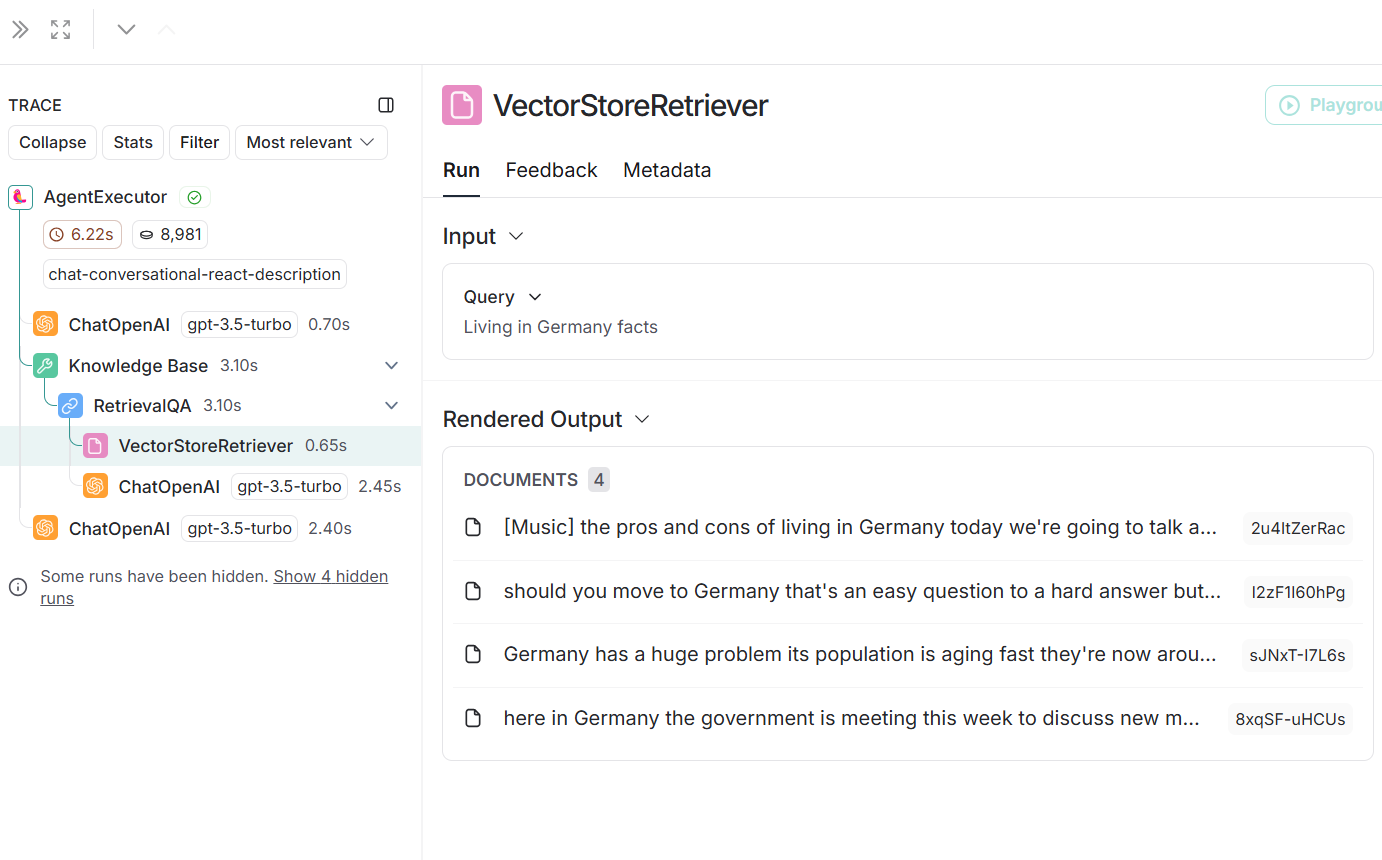 TRACE
Collapse Stats Filter Most relevant
AgentExecutor
6.22s 8,981
chat-conversational-react-description
ChatOpenAI gpt-3.5-turbo 0.70s
Knowledge Base 3.10s
RetrievalQA 3.10s
VectorStoreRetriever 0.65s
ChatOpenAI gpt-3.5-turbo 2.45s
ChatOpenAI gpt-3.5-turbo 2.40s
Some runs have been hidden. Show 4 hidden
runs
VectorStoreRetriever
Playgrou
Run Feedback Metadata
Input
Query
Living in Germany facts
Rendered Output
DOCUMENTS 4
[Music] the pros and cons of living in Germany today we're going to talk a... 2u4ltZerRac
should you move to Germany that's an easy question to a hard answer but... I2zF1I60hPg
Germany has a huge problem its population is aging fast they're now arou... sJNxT-I7L6s
here in Germany the government is meeting this week to discuss new m... 8xqSF-uHCUs